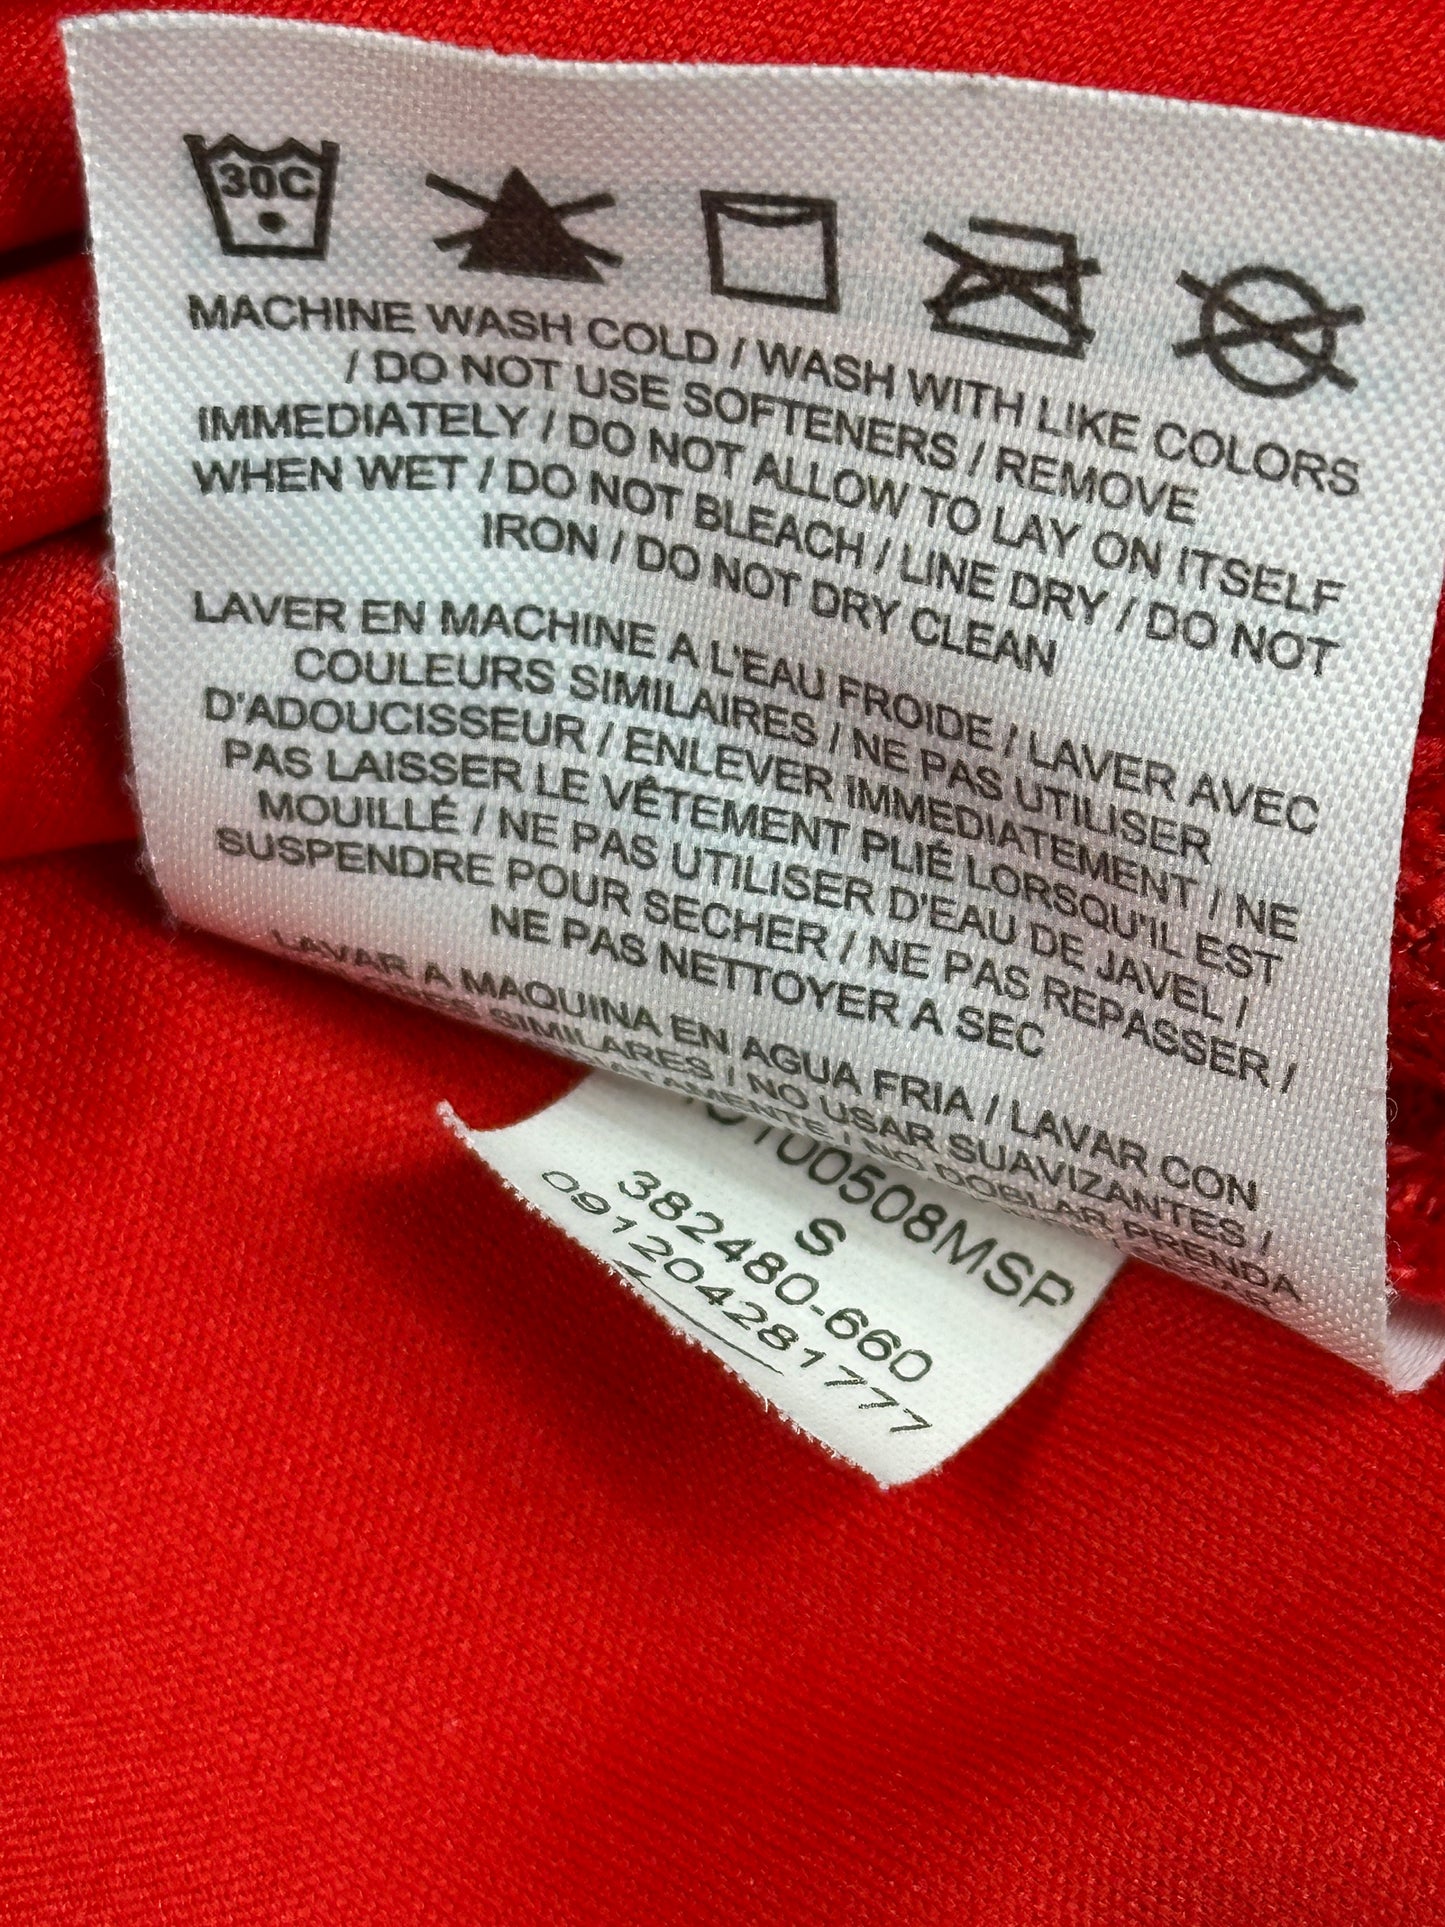 30C
MACHINE WASH COLD / WASH WITH LIKE COLORS
/ DO NOT USE SOFTENERS / REMOVE
IMMEDIATELY / DO NOT ALLOW TO LAY ON ITSELF
WHEN WET / DO NOT BLEACH / LINE DRY / DO NOT
IRON / DO NOT DRY CLEAN
LAVER EN MACHINE A L'EAU FROIDE / LAVER AVEC
COULEURS SIMILAIRES / NE PAS UTILISER
D'ADOUCISSEUR / ENLEVER IMMEDIATEMENT / NE
PAS LAISSER LE VÊTEMENT PLIÉ LORSQU'IL EST
MOUILLÉ / NE PAS UTILISER D'EAU DE JAVEL /
SUSPENDRE POUR SECHER / NE PAS REPASSER /
NE PAS NETTOYER A SEC
LAVAR A MAQUINA EN AGUA FRIA / LAVAR CON
SIMILARES / NO USAR SUAVIZANTES /
/ NO DOBLAR PRENDA
S
382480-660
091204281777